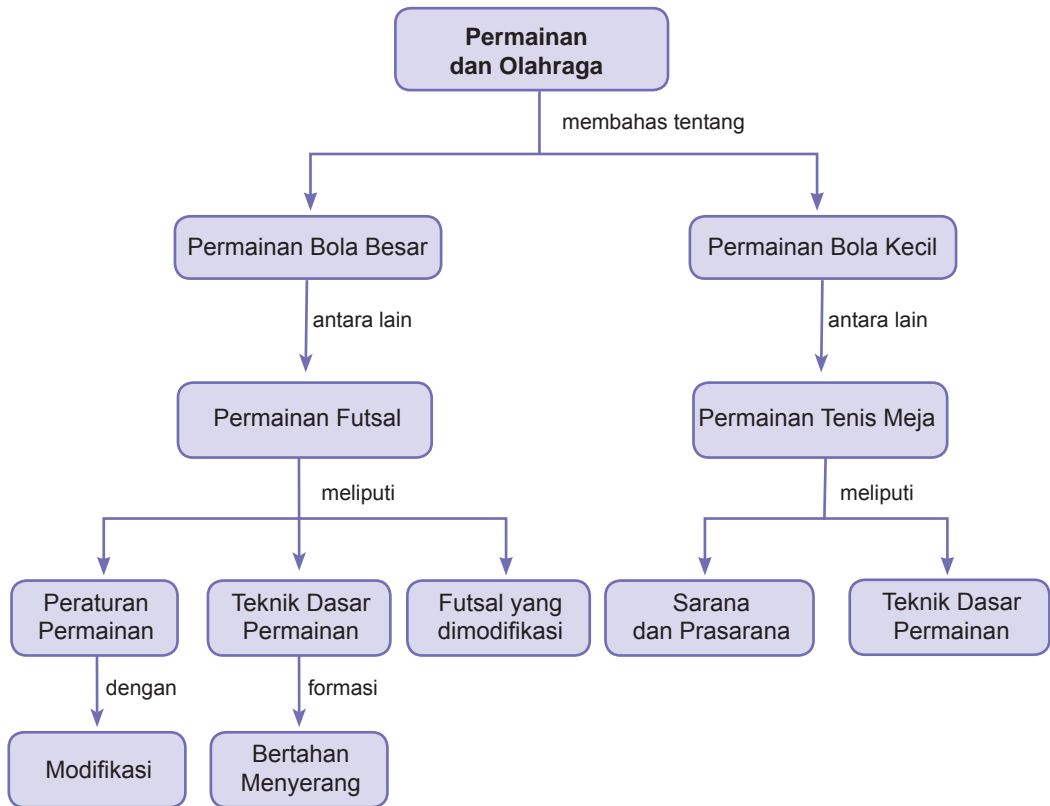 Permainan
dan Olahraga
membahas tentang
Permainan Bola Besar
Permainan Bola Kecil
antara lain
antara lain
Permainan Futsal
Permainan Tenis Meja
meliputi
meliputi
Peraturan
Permainan
Teknik Dasar
Permainan
Futsal yang
dimodifikasi
Sarana
dan Prasarana
Teknik Dasar
Permainan
dengan
formasi
Modifikasi
Bertahan
Menyerang